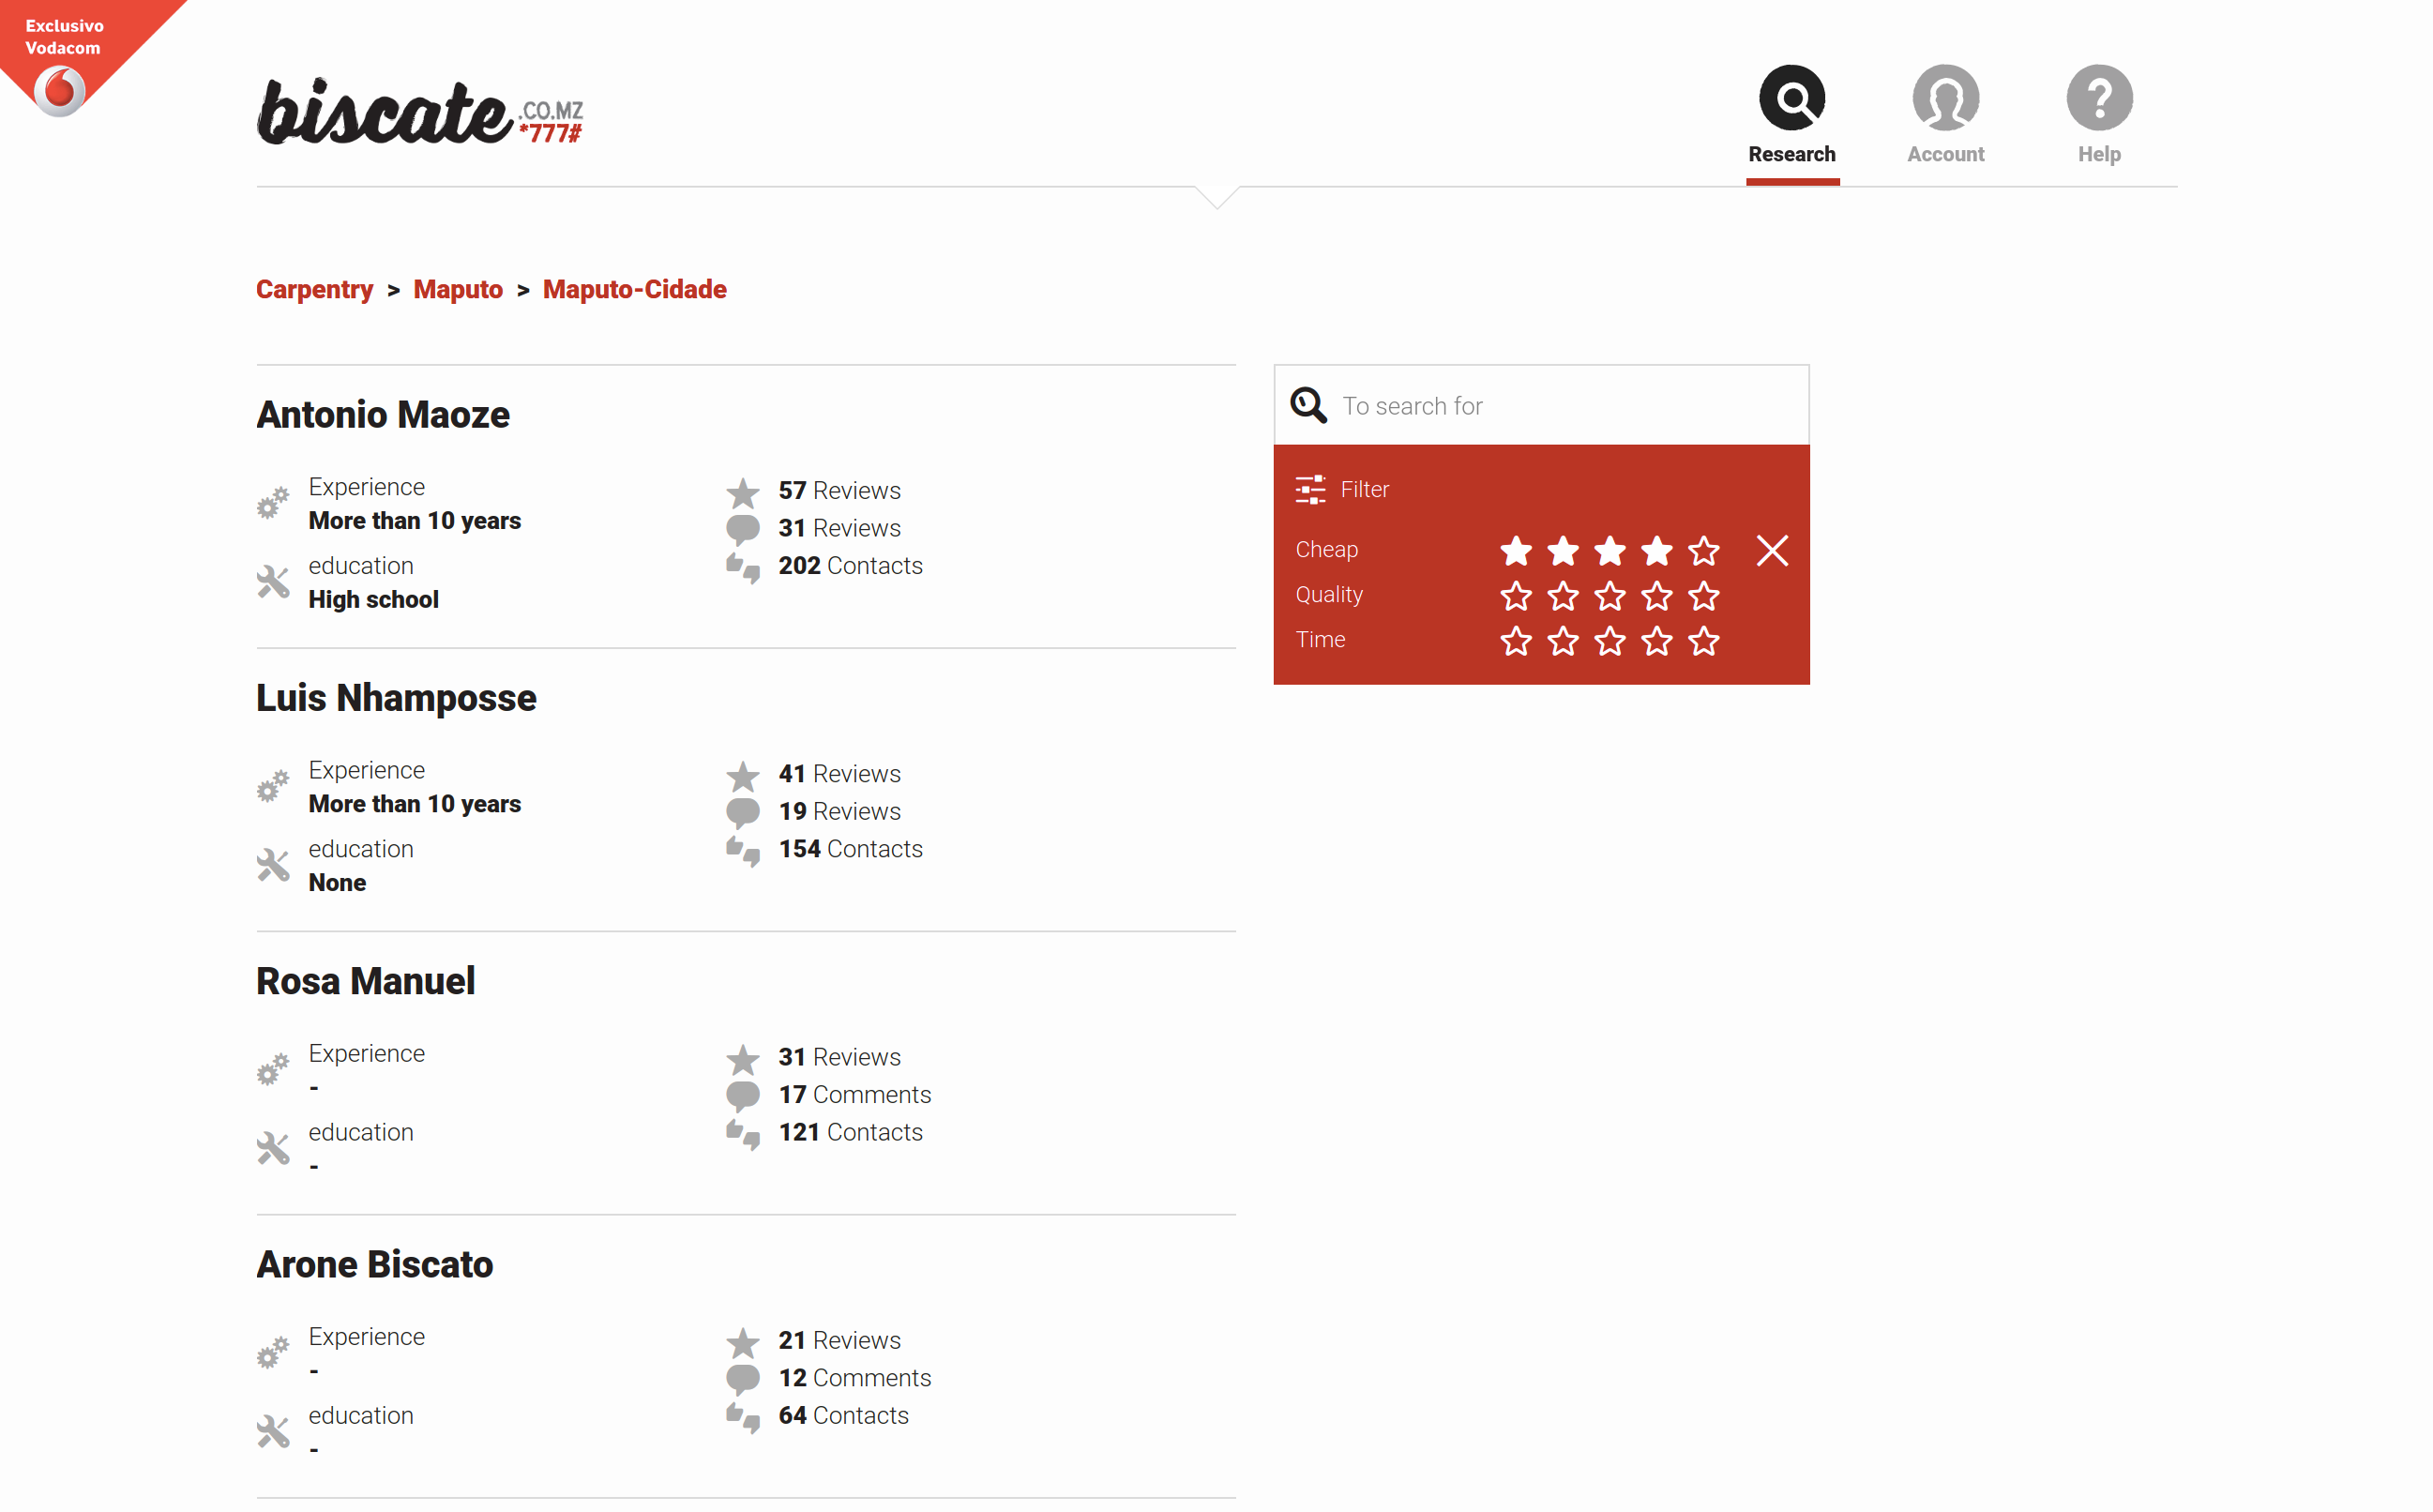 Exclusivo
Vodacom
biscate .CO.MZ
*777#
Research
Account
Help
Carpentry > Maputo > Maputo-Cidade
Antonio Maoze
Experience
More than 10 years
education
High school
57 Reviews
31 Reviews
202 Contacts
Luis Nhamposse
Experience
More than 10 years
education
None
41 Reviews
19 Reviews
154 Contacts
Rosa Manuel
Experience
-
education
-
31 Reviews
17 Comments
121 Contacts
Arone Biscato
Experience
-
education
-
21 Reviews
12 Comments
64 Contacts
To search for
Filter
Cheap
Quality
Time